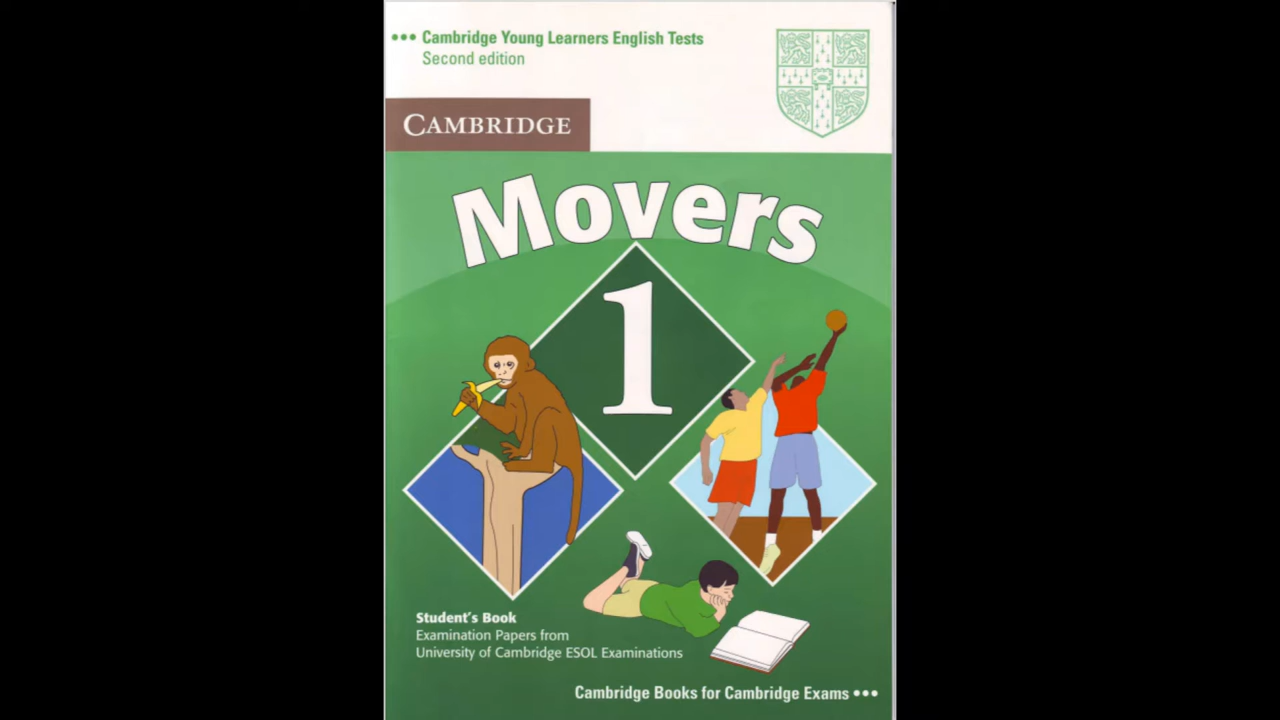 ••• Cambridge Young Learners English Tests
Second edition
CAMBRIDGE
Movers
1
Student's Book
Examination Papers from
University of Cambridge ESOL Examinations
Cambridge Books for Cambridge Exams •••